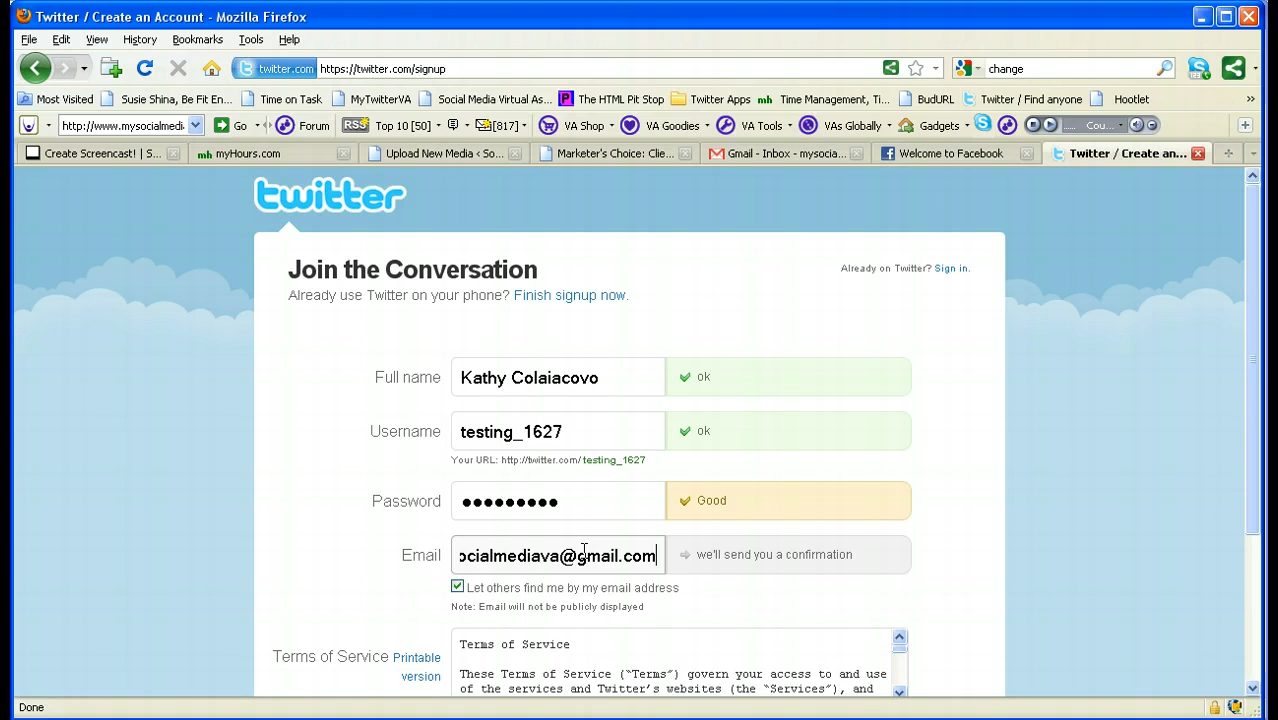 Twitter / Create an Account - Mozilla Firefox
File Edit View History Bookmarks Tools Help
twitter.com https://twitter.com/signup change
Most Visited Susie Shina, Be Fit En... Time on Task MyTwitterVA Social Media Virtual As... The HTML Pit Stop Twitter Apps Time Management, Ti... BudURL Twitter / Find anyone Hootlet »
http://www.mysocialmedi Go Forum RSS Top 10 [50] [817] VA Shop VA Goodies VA Tools VAs Globally Gadgets ..... Cou...
Create Screencast! | S... mh myHours.com Upload New Media < So... Marketer's Choice: Clie... Gmail - Inbox - mysocia... Welcome to Facebook Twitter / Create an...
twitter
Join the Conversation
Already on Twitter? Sign in.
Already use Twitter on your phone? Finish signup now.
Full name Kathy Colaiacovo ok
Username testing_1627 ok
Your URL: http://twitter.com/ testing_1627
Password ●●●●●●●●● Good
Email ocialmediava@gmail.com we'll send you a confirmation
Let others find me by my email address
Note: Email will not be publicly displayed
Terms of Service Printable version
Terms of Service
These Terms of Service ("Terms") govern your access to and use
of the services and Twitter's websites (the "Services"), and
Done